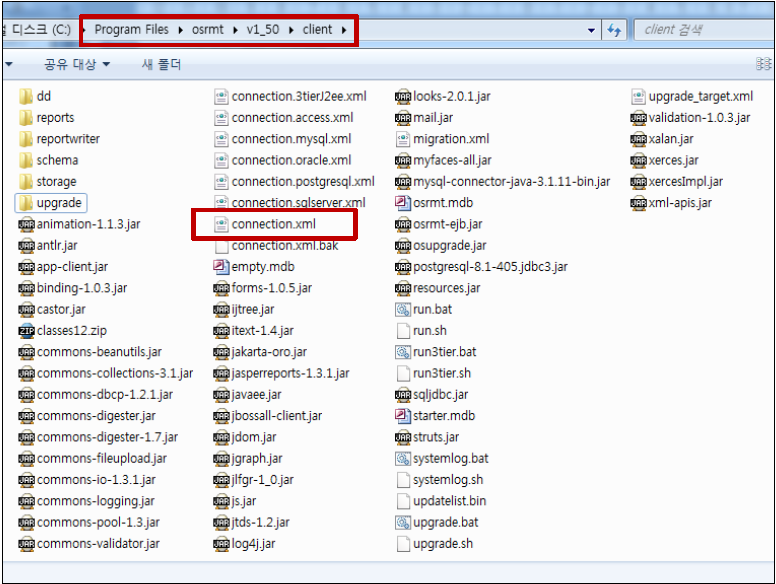 별 디스크 (C:) Program Files osrmt v1_50 client client 검색
공유 대상 새 폴더
dd
reports
reportwriter
schema
storage
upgrade
animation-1.1.3.jar
antlr.jar
app-client.jar
binding-1.0.3.jar
castor.jar
classes12.zip
commons-beanutils.jar
commons-collections-3.1.jar
commons-dbcp-1.2.1.jar
commons-digester.jar
commons-digester-1.7.jar
commons-fileupload.jar
commons-io-1.3.1.jar
commons-logging.jar
commons-pool-1.3.jar
commons-validator.jar
connection.3tierJ2ee.xml
connection.access.xml
connection.mysql.xml
connection.oracle.xml
connection.postgresql.xml
connection.sqlserver.xml
connection.xml
connection.xml.bak
empty.mdb
forms-1.0.5.jar
ijtree.jar
itext-1.4.jar
jakarta-oro.jar
jasperreports-1.3.1.jar
javaee.jar
jbossall-client.jar
jdom.jar
jgraph.jar
jlfgr-1_0.jar
js.jar
jtds-1.2.jar
log4j.jar
looks-2.0.1.jar
mail.jar
migration.xml
myfaces-all.jar
mysql-connector-java-3.1.11-bin.jar
osrmt.mdb
osrmt-ejb.jar
osupgrade.jar
postgresql-8.1-405.jdbc3.jar
resources.jar
run.bat
run.sh
run3tier.bat
run3tier.sh
sqljdbc.jar
starter.mdb
struts.jar
systemlog.bat
systemlog.sh
updatelist.bin
upgrade.bat
upgrade.sh
upgrade_target.xml
validation-1.0.3.jar
xalan.jar
xerces.jar
xercesImpl.jar
xml-apis.jar